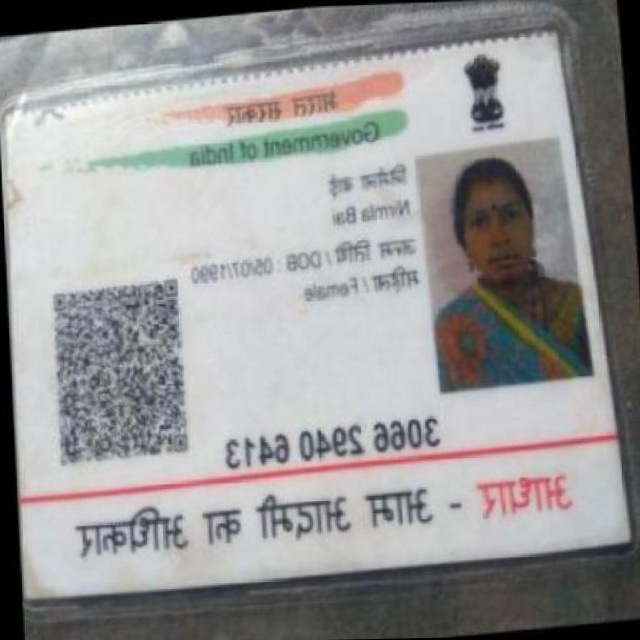 भारत सरकार
Government of India
निर्मला बाई
Nirmla Bai
जन्म तिथि / DOB : 05/07/1990
महिला / Female
3066 2940 6413
आधार - आम आदमी का अधिकार